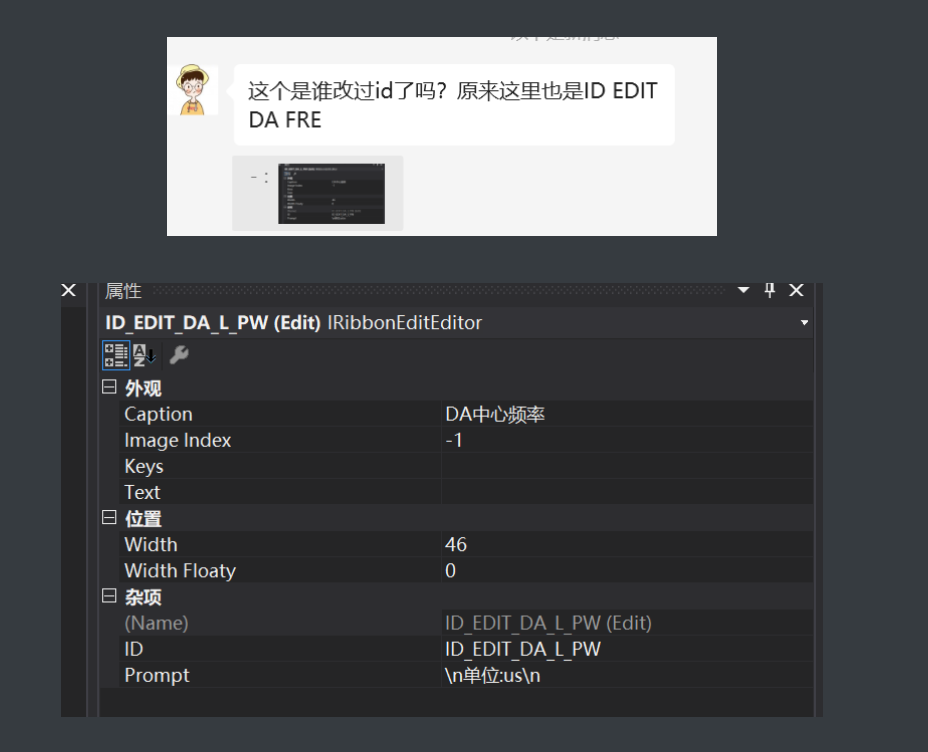 这个是谁改过id了吗？原来这里也是ID EDIT
DA FRE
- :
属性
ID_EDIT_DA_L_PW (Edit) IRibbonEditEditor
外观
Caption DA中心频率
Image Index -1
Keys
Text
位置
Width 46
Width Floaty 0
杂项
(Name) ID_EDIT_DA_L_PW (Edit)
ID ID_EDIT_DA_L_PW
Prompt \n单位:us\n